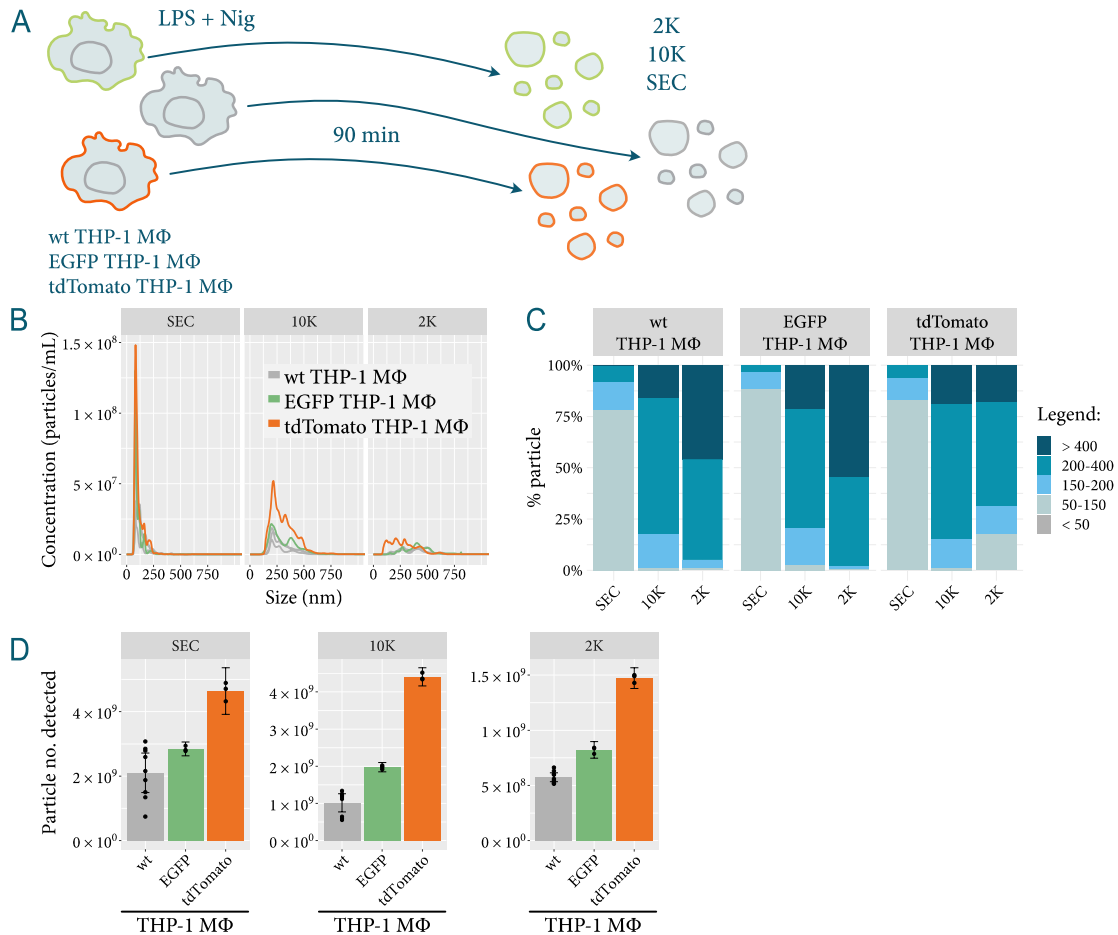 A
LPS + Nig
2K
10K
SEC
90 min
wt THP-1 MΦ
EGFP THP-1 MΦ
tdTomato THP-1 MΦ
B
SEC
10K
2K
Concentration (particles/mL)
1.5 × 10⁸
1 × 10⁸
5 × 10⁷
0 × 10⁰
wt THP-1 MΦ
EGFP THP-1 MΦ
tdTomato THP-1 MΦ
0 250 500 750
0 250 500 750
0 250 500 750
Size (nm)
C
wt
THP-1 MΦ
EGFP
THP-1 MΦ
tdTomato
THP-1 MΦ
% particle
100%
75%
50%
25%
0%
SEC 10K 2K
SEC 10K 2K
SEC 10K 2K
Legend:
> 400
200-400
150-200
50-150
< 50
D
Particle no. detected
SEC
4 × 10⁹
2 × 10⁹
0 × 10⁰
wt EGFP tdTomato
THP-1 MΦ
10K
4 × 10⁹
3 × 10⁹
2 × 10⁹
1 × 10⁹
0 × 10⁰
wt EGFP tdTomato
THP-1 MΦ
2K
1.5 × 10⁹
1 × 10⁹
5 × 10⁸
0 × 10⁰
wt EGFP tdTomato
THP-1 MΦ